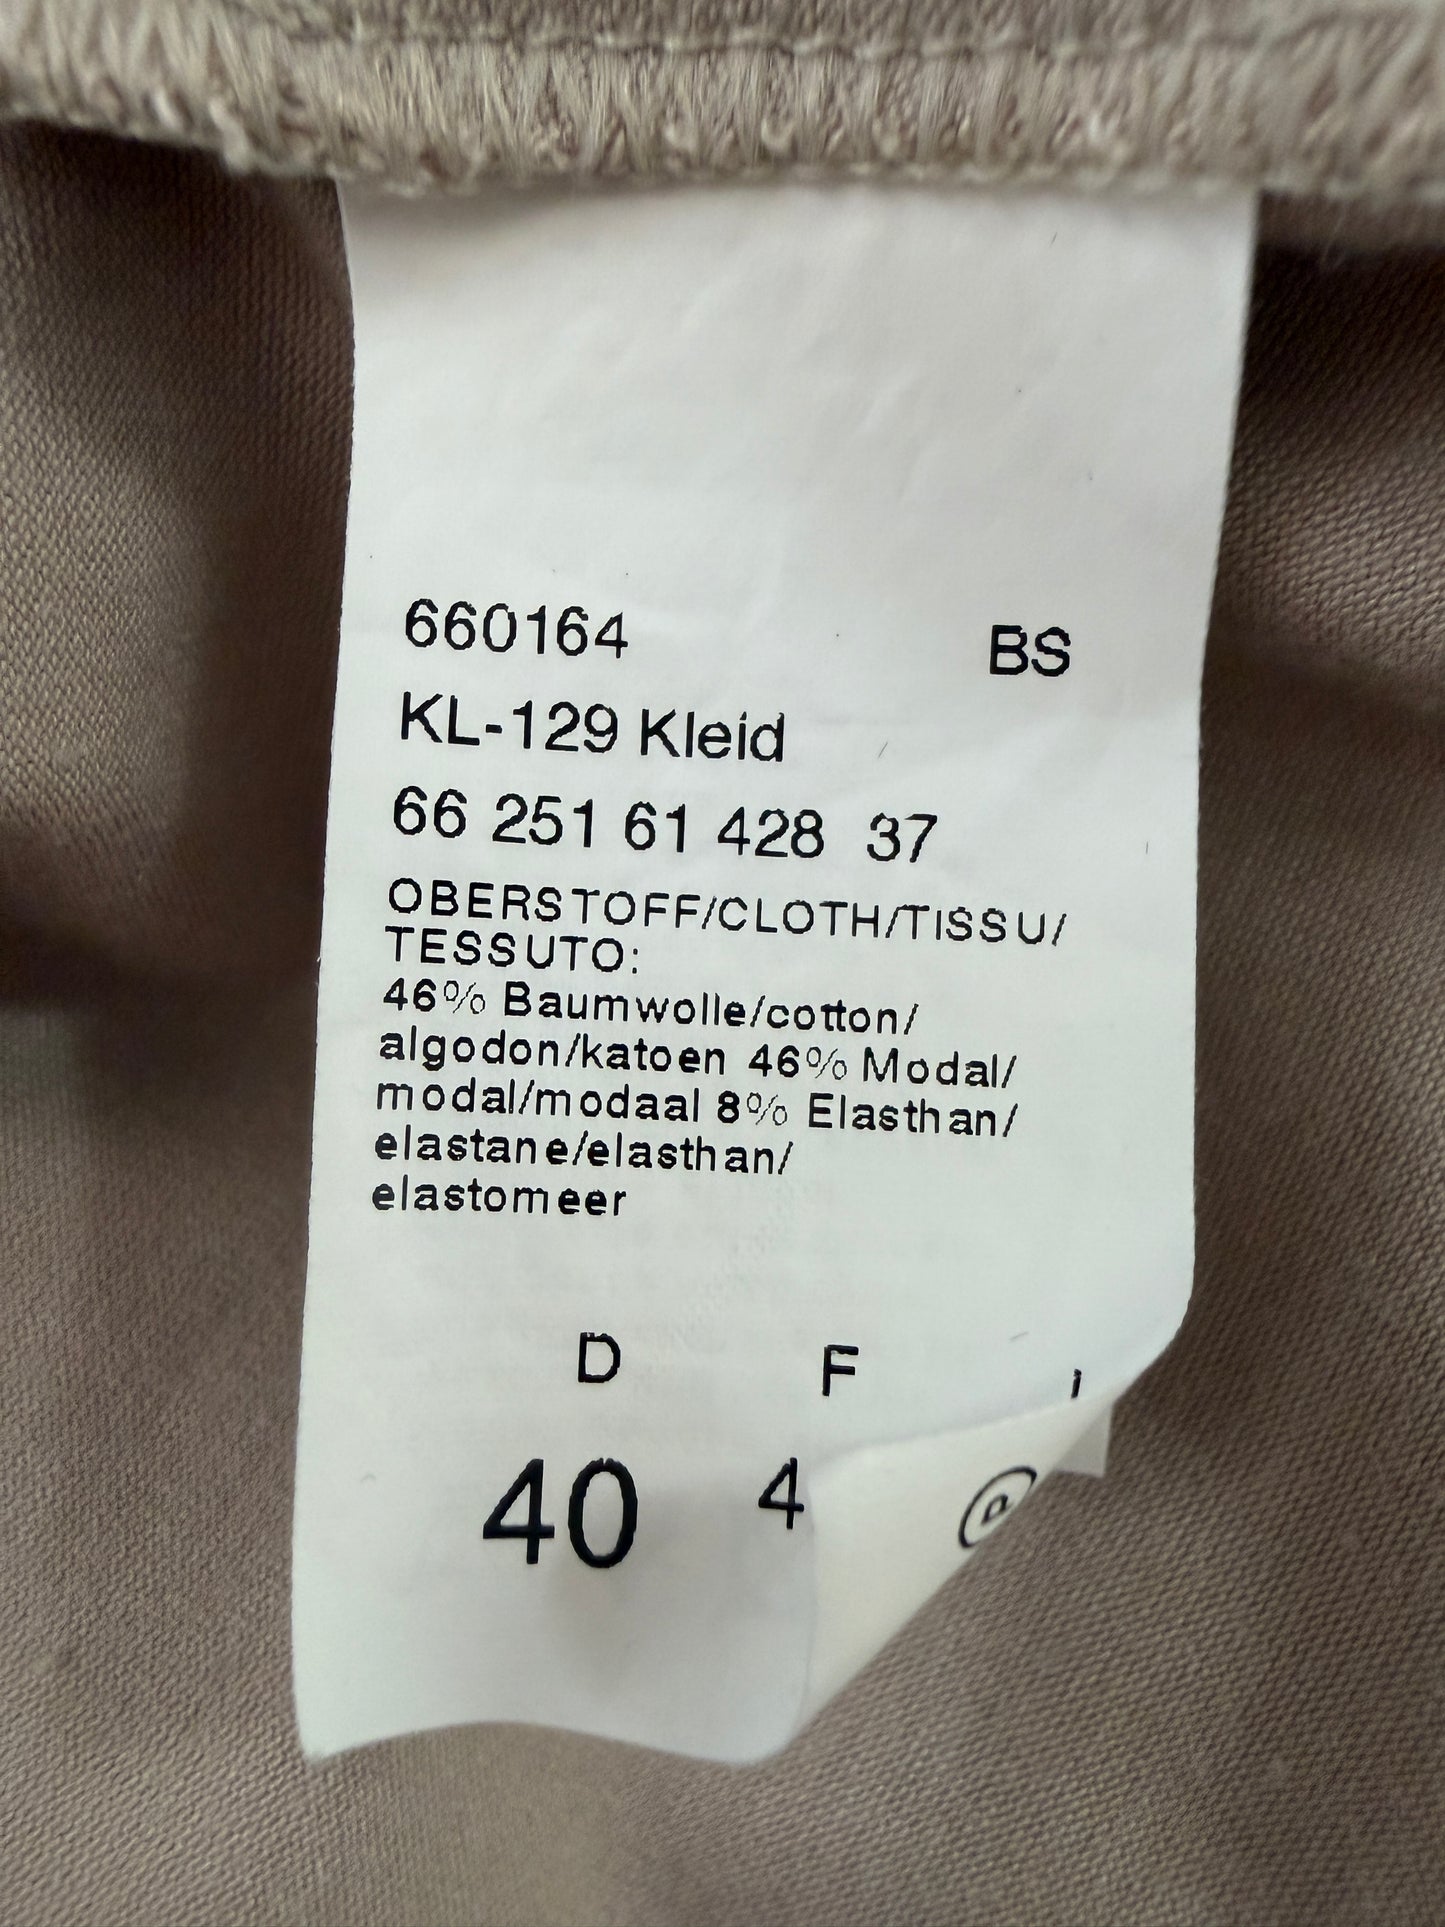 660164 BS
KL-129 Kleid
66 251 61 428 37
OBERSTOFF/CLOTH/TISSU/
TESSUTO:
46% Baumwolle/cotton/
algodon/katoen 46% Modal/
modal/modaal 8% Elasthan/
elastane/elasthan/
elastomeer
D F
40 4